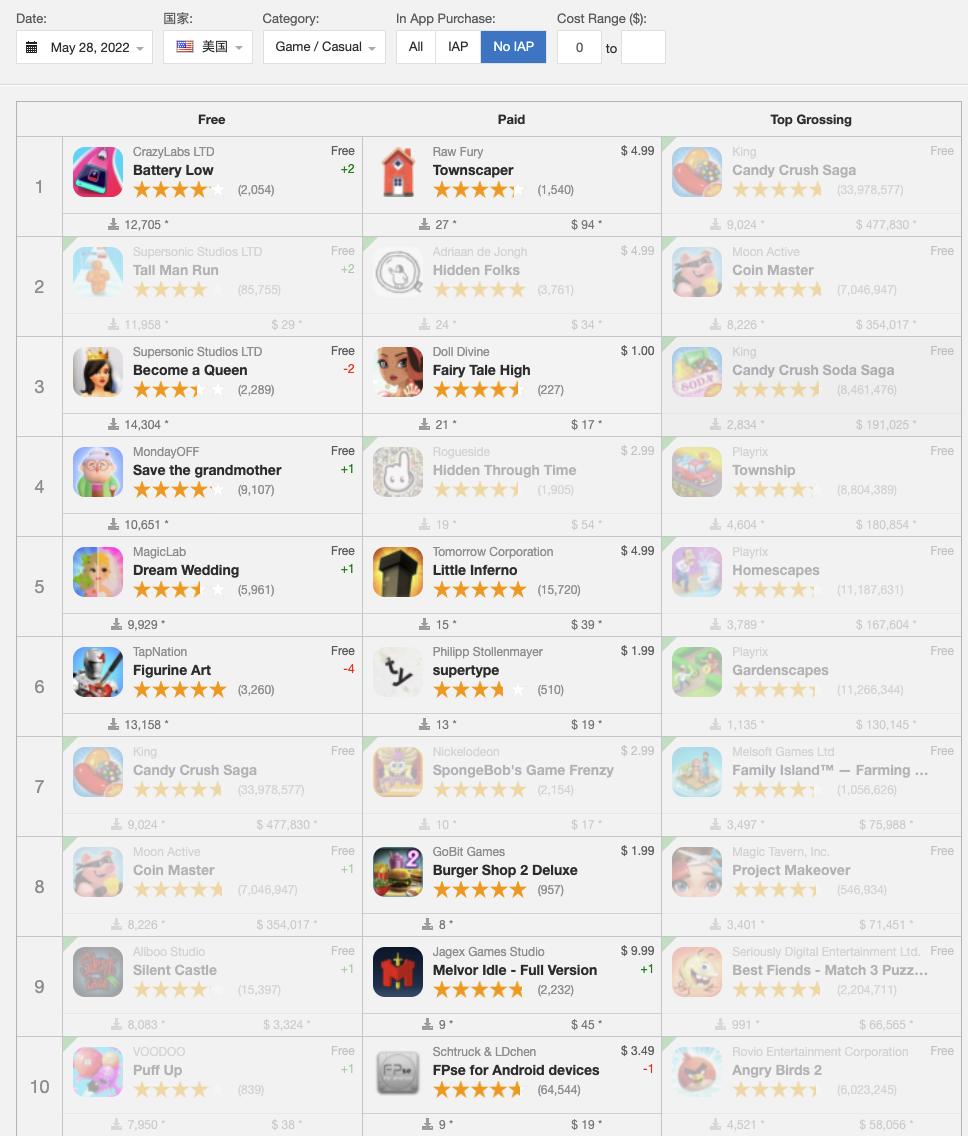 Date: 国家: Category: In App Purchase: Cost Range ($):
May 28, 2022 美国 Game / Casual All IAP No IAP 0 to
Free Paid Top Grossing
1
CrazyLabs LTD Free
Battery Low +2
(2,054)
12,705 *
Raw Fury $ 4.99
Townscaper
(1,540)
27 * $ 94 *
King Free
Candy Crush Saga
(33,978,577)
9,024 * $ 477,830 *
2
Supersonic Studios LTD Free
Tall Man Run +2
(85,755)
11,958 * $ 29 *
Adriaan de Jongh $ 4.99
Hidden Folks
(3,761)
24 * $ 34 *
Moon Active Free
Coin Master
(7,046,947)
8,226 * $ 354,017 *
3
Supersonic Studios LTD Free
Become a Queen -2
(2,289)
14,304 *
Doll Divine $ 1.00
Fairy Tale High
(227)
21 * $ 17 *
King Free
Candy Crush Soda Saga
(8,461,476)
2,834 * $ 191,025 *
SODA
4
MondayOFF Free
Save the grandmother +1
(9,107)
10,651 *
Rogueside $ 2.99
Hidden Through Time
(1,905)
19 * $ 54 *
Playrix Free
Township
(8,804,389)
4,604 * $ 180,854 *
5
MagicLab Free
Dream Wedding +1
(5,961)
9,929 *
Tomorrow Corporation $ 4.99
Little Inferno
(15,720)
15 * $ 39 *
Playrix Free
Homescapes
(11,187,631)
3,789 * $ 167,604 *
6
TapNation Free
Figurine Art -4
(3,260)
13,158 *
ty
Philipp Stollenmayer $ 1.99
supertype
(510)
13 * $ 19 *
Playrix Free
Gardenscapes
(11,266,344)
1,135 * $ 130,145 *
7
King Free
Candy Crush Saga
(33,978,577)
9,024 * $ 477,830 *
Nickelodeon $ 2.99
SpongeBob's Game Frenzy
(2,154)
10 * $ 17 *
Melsoft Games Ltd Free
Family Island™ — Farming ...
(1,056,626)
3,497 * $ 75,988 *
8
Moon Active Free
Coin Master +1
(7,046,947)
8,226 * $ 354,017 *
2
GoBit Games $ 1.99
Burger Shop 2 Deluxe
(957)
8 *
Magic Tavern, Inc. Free
Project Makeover
(546,934)
3,401 * $ 71,451 *
9
Aliboo Studio Free
Silent Castle +1
(15,397)
8,083 * $ 3,324 *
Jagex Games Studio $ 9.99
Melvor Idle - Full Version +1
(2,232)
9 * $ 45 *
Seriously Digital Entertainment Ltd. Free
Best Fiends - Match 3 Puzz...
(2,204,711)
991 * $ 66,565 *
10
VOODOO Free
Puff Up +1
(839)
7,950 * $ 38 *
FPse
Schtruck & LDchen $ 3.49
FPse for Android devices -1
(64,544)
9 * $ 19 *
Rovio Entertainment Corporation Free
Angry Birds 2
(6,023,245)
4,521 * $ 58,056 *